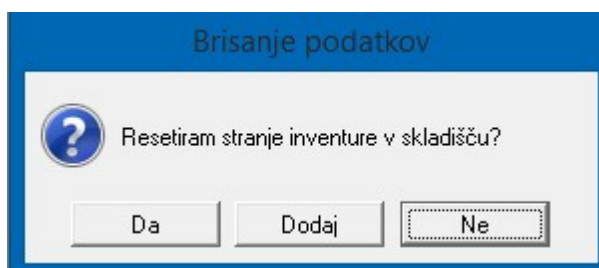 Brisanje podatkov
Resetiram stranje inventure v skladišču?
Da
Dodaj
Ne